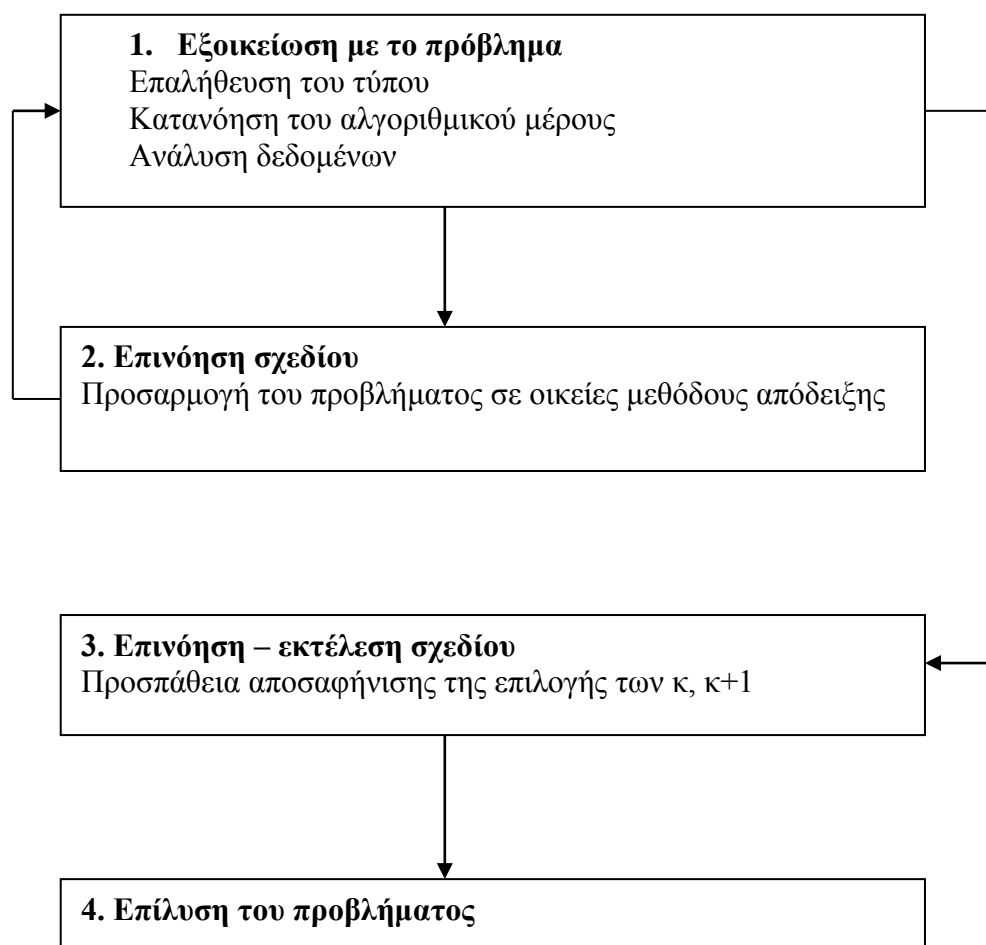 1. Εξοικείωση με το πρόβλημα
Επαλήθευση του τύπου
Κατανόηση του αλγοριθμικού μέρους
Ανάλυση δεδομένων
2. Επινόηση σχεδίου
Προσαρμογή του προβλήματος σε οικείες μεθόδους απόδειξης
3. Επινόηση – εκτέλεση σχεδίου
Προσπάθεια αποσαφήνισης της επιλογής των κ, κ+1
4. Επίλυση του προβλήματος